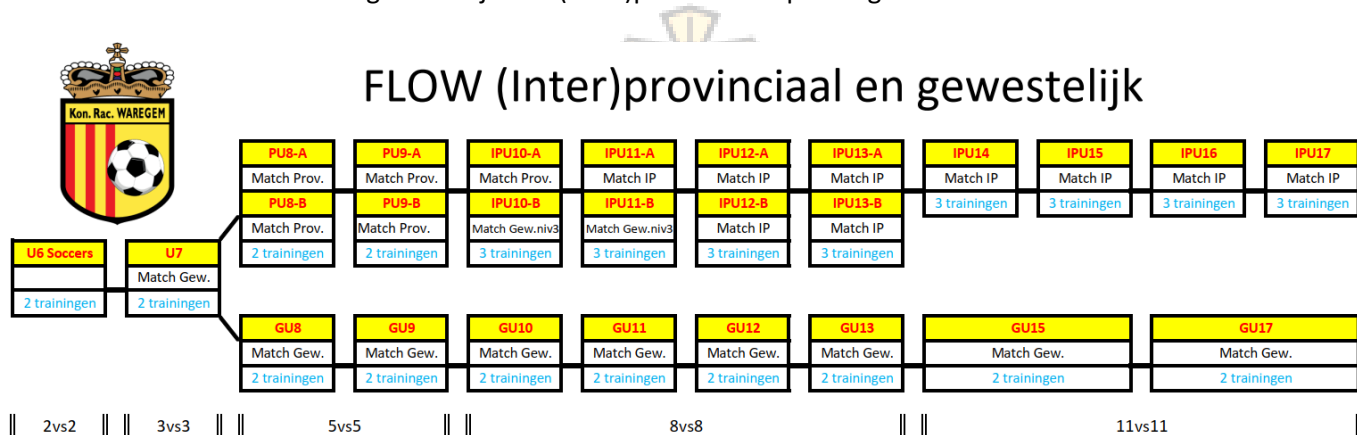 FLOW (Inter)provinciaal en gewestelijk
Kon. Rac. WAREGEM
PU8-A PU9-A IPU10-A IPU11-A IPU12-A IPU13-A IPU14 IPU15 IPU16 IPU17
Match Prov. Match Prov. Match Prov. Match IP Match IP Match IP Match IP Match IP Match IP Match IP
PU8-B PU9-B IPU10-B IPU11-B IPU12-B IPU13-B 3 trainingen 3 trainingen 3 trainingen 3 trainingen
Match Prov. Match Prov. Match Gew.niv3 Match Gew.niv3 Match IP Match IP
U6 Soccers U7 2 trainingen 2 trainingen 3 trainingen 3 trainingen 3 trainingen 3 trainingen
Match Gew.
2 trainingen 2 trainingen
GU8 GU9 GU10 GU11 GU12 GU13 GU15 GU17
Match Gew. Match Gew. Match Gew. Match Gew. Match Gew. Match Gew. Match Gew. Match Gew.
2 trainingen 2 trainingen 2 trainingen 2 trainingen 2 trainingen 2 trainingen 2 trainingen 2 trainingen
2vs2 3vs3 5vs5 8vs8 11vs11